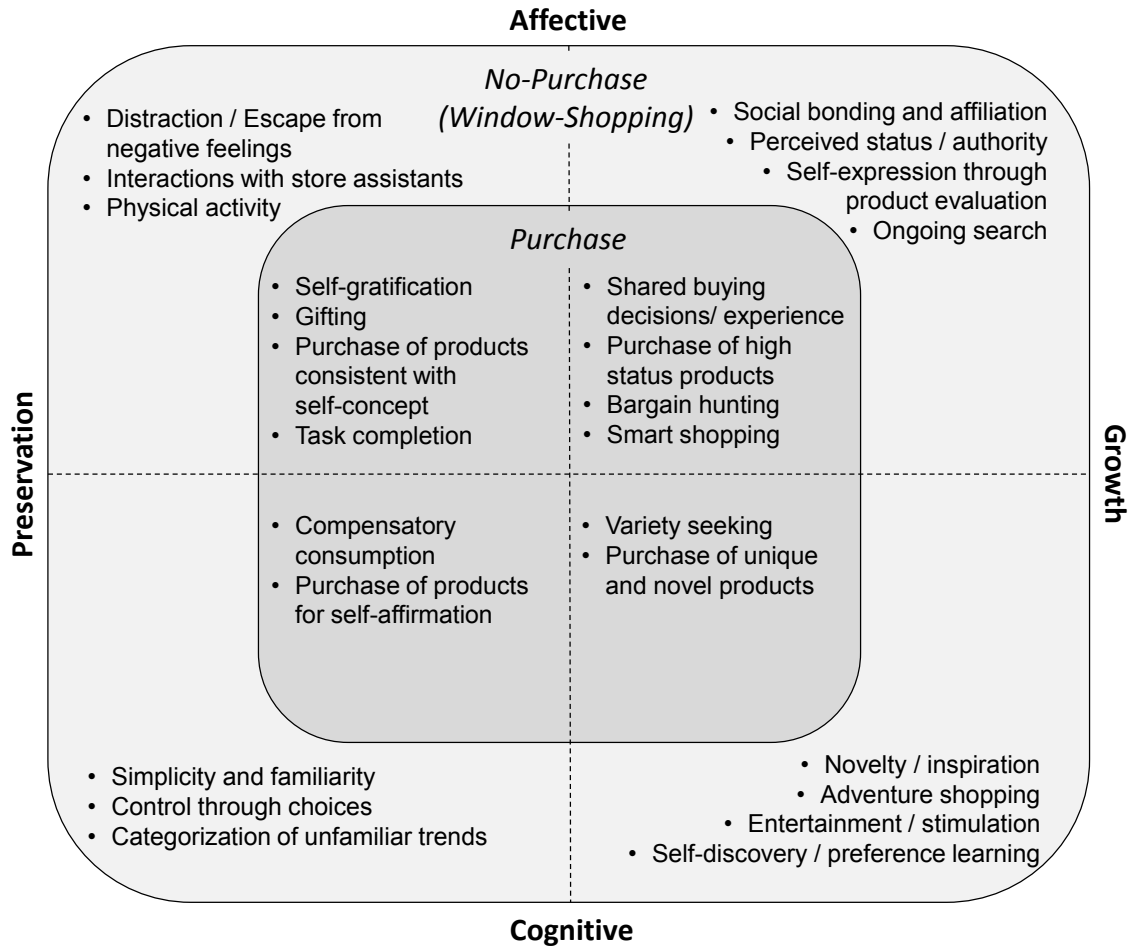 Affective
No-Purchase
(Window-Shopping)
• Distraction / Escape from
negative feelings
• Interactions with store assistants
• Physical activity
• Social bonding and affiliation
• Perceived status / authority
• Self-expression through
product evaluation
• Ongoing search
Purchase
• Self-gratification
• Gifting
• Purchase of products
consistent with
self-concept
• Task completion
• Shared buying
decisions/ experience
• Purchase of high
status products
• Bargain hunting
• Smart shopping
Preservation
Growth
• Compensatory
consumption
• Purchase of products
for self-affirmation
• Variety seeking
• Purchase of unique
and novel products
• Simplicity and familiarity
• Control through choices
• Categorization of unfamiliar trends
• Novelty / inspiration
• Adventure shopping
• Entertainment / stimulation
• Self-discovery / preference learning
Cognitive